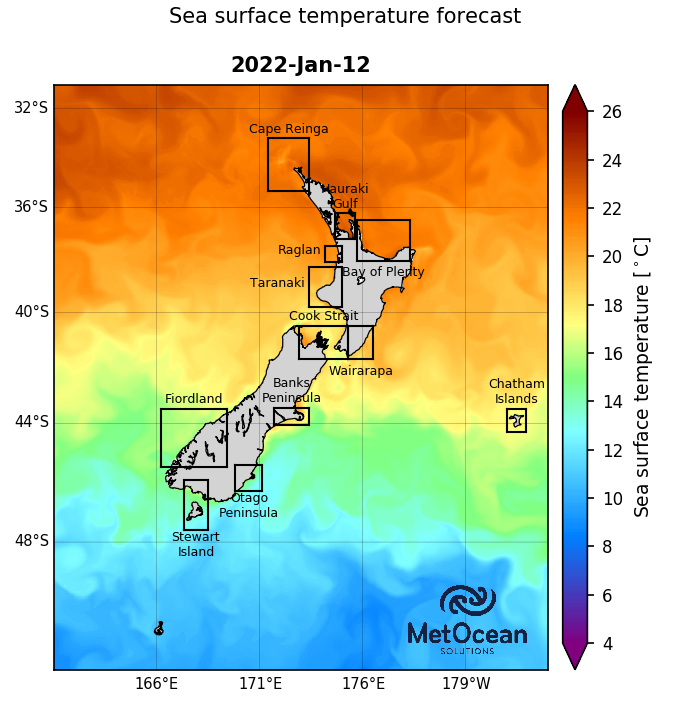 Sea surface temperature forecast
2022-Jan-12
32°S
36°S
40°S
44°S
48°S
Cape Reinga
Hauraki
Gulf
Raglan
Bay of Plenty
Taranaki
Cook Strait
Wairarapa
Banks
Peninsula
Fiordland
Chatham
Islands
Otago
Peninsula
Stewart
Island
MetOcean
SOLUTIONS
166°E
171°E
176°E
179°W
26
24
22
20
18
16
14
12
10
8
6
4
Sea surface temperature [°C]